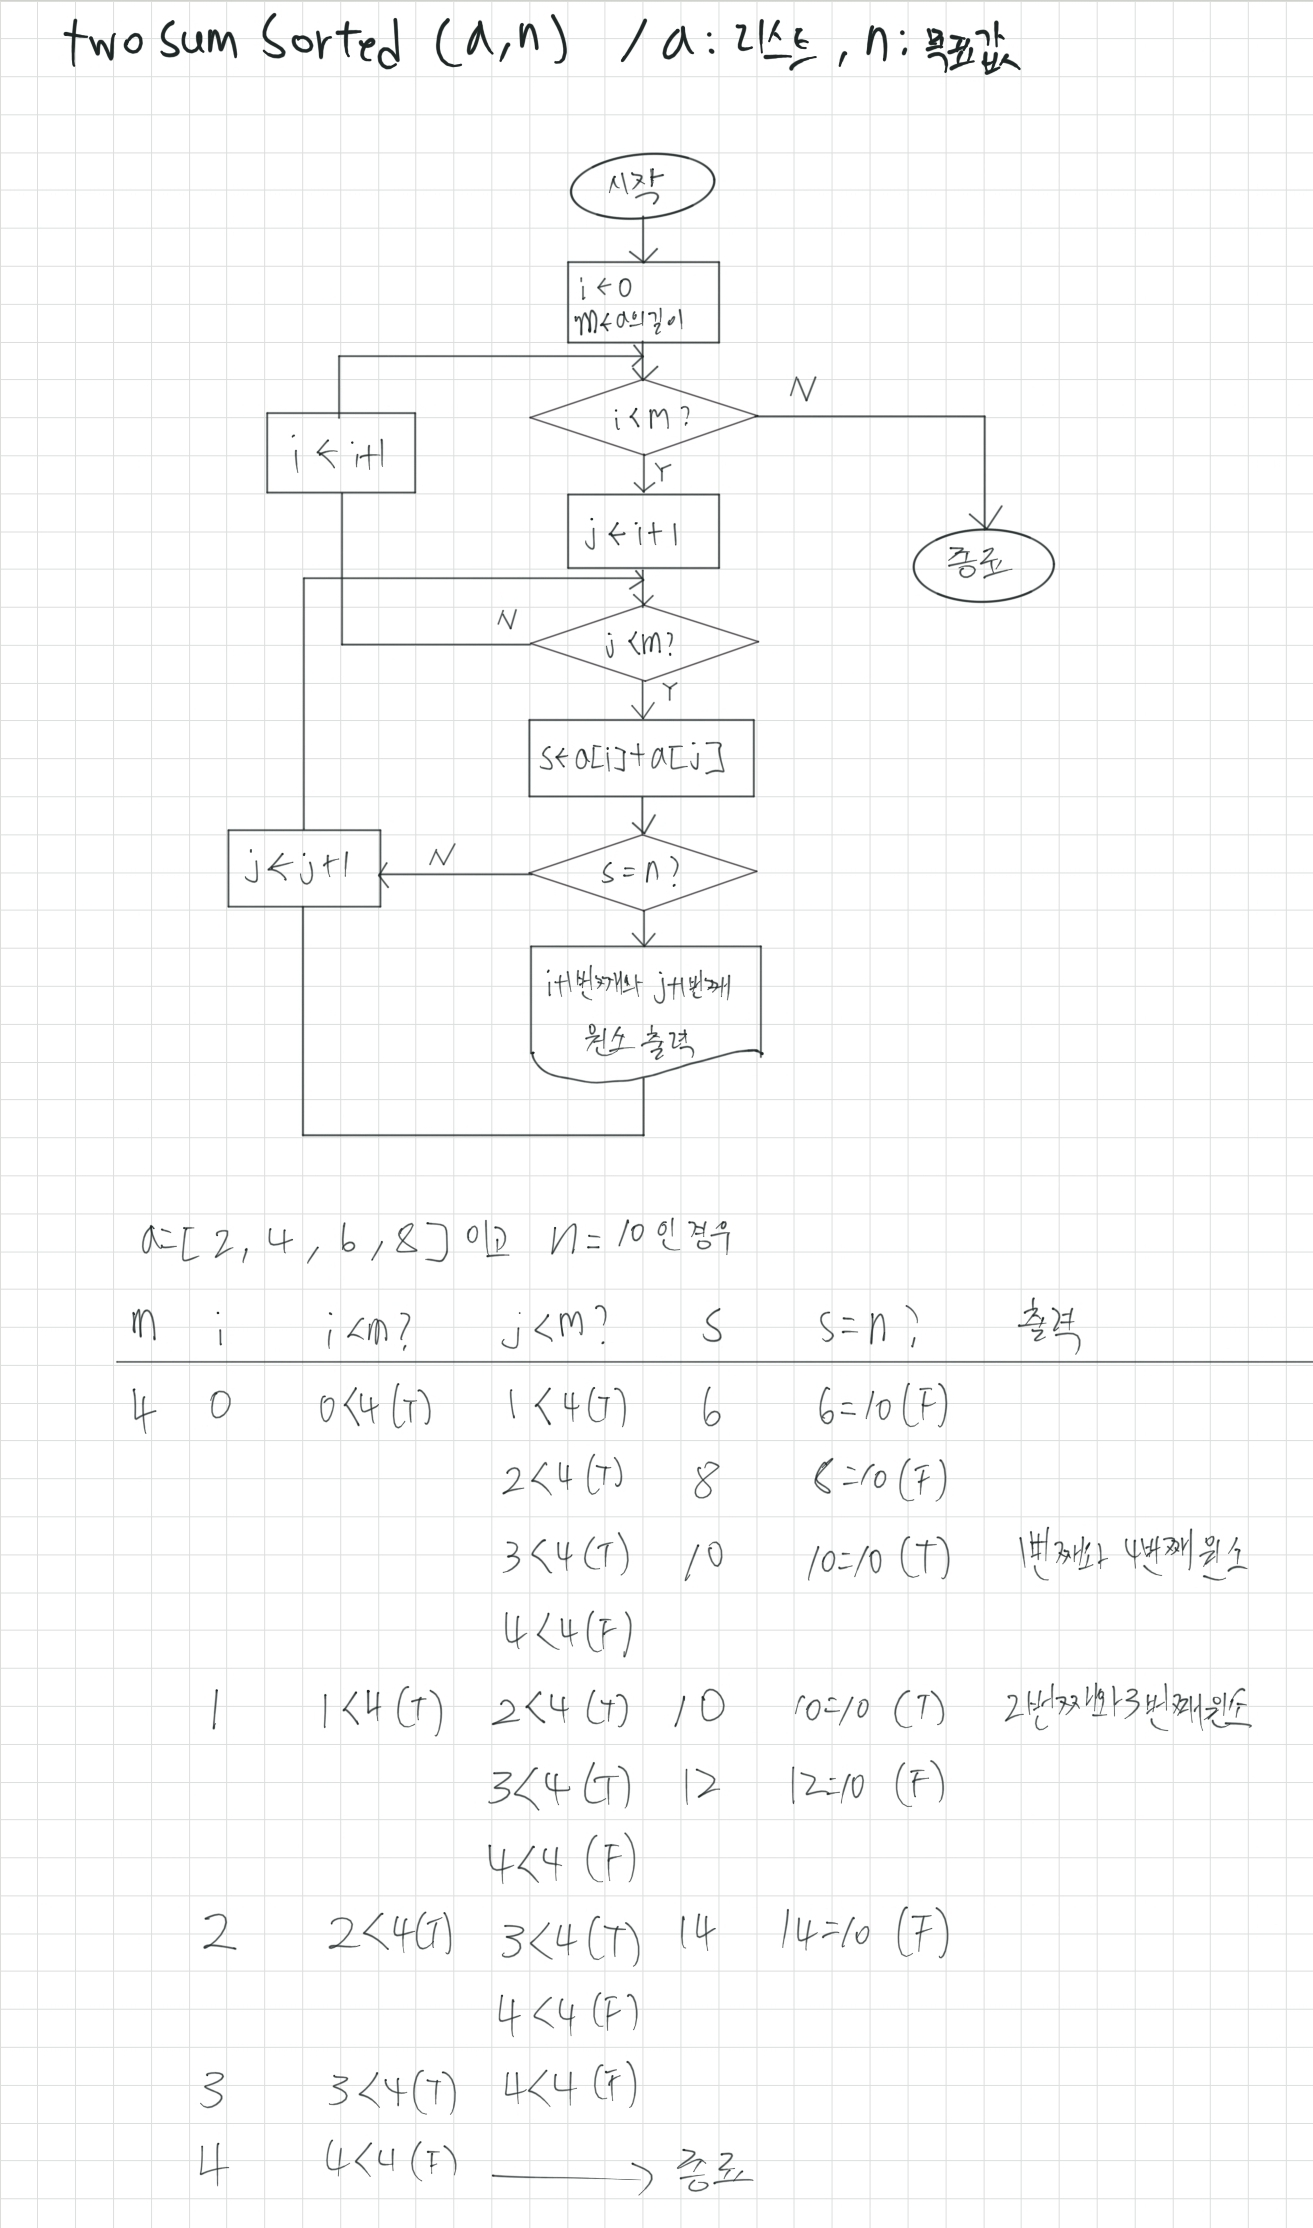 two Sum Sorted (a,n) / a: 리스트, n: 목표값
시작
i ← 0
m ← a의 길이
i < m ?
N
i ← i+1
Y
j ← i+1
종료
N
j < m?
Y
s ← a[i] + a[j]
j ← j+1
N
s = n ?
i+1번째와 j+1번째
원소 출력
a=[2, 4, 6, 8] 이고 n = 10 인 경우
m i i<m? j<m? s s=n? 출력
4 0 0<4 (T) 1<4(T) 6 6=10 (F)
2<4 (T) 8 8=10 (F)
3<4 (T) 10 10=10 (T) 1번째와 4번째 원소
4<4 (F)
1 1<4 (T) 2<4 (T) 10 10=10 (T) 2번째와 3번째 원소
3<4 (T) 12 12=10 (F)
4<4 (F)
2 2<4(T) 3<4(T) 14 14=10 (F)
4<4 (F)
3 3<4(T) 4<4 (F)
4 4<4 (F) → 종료